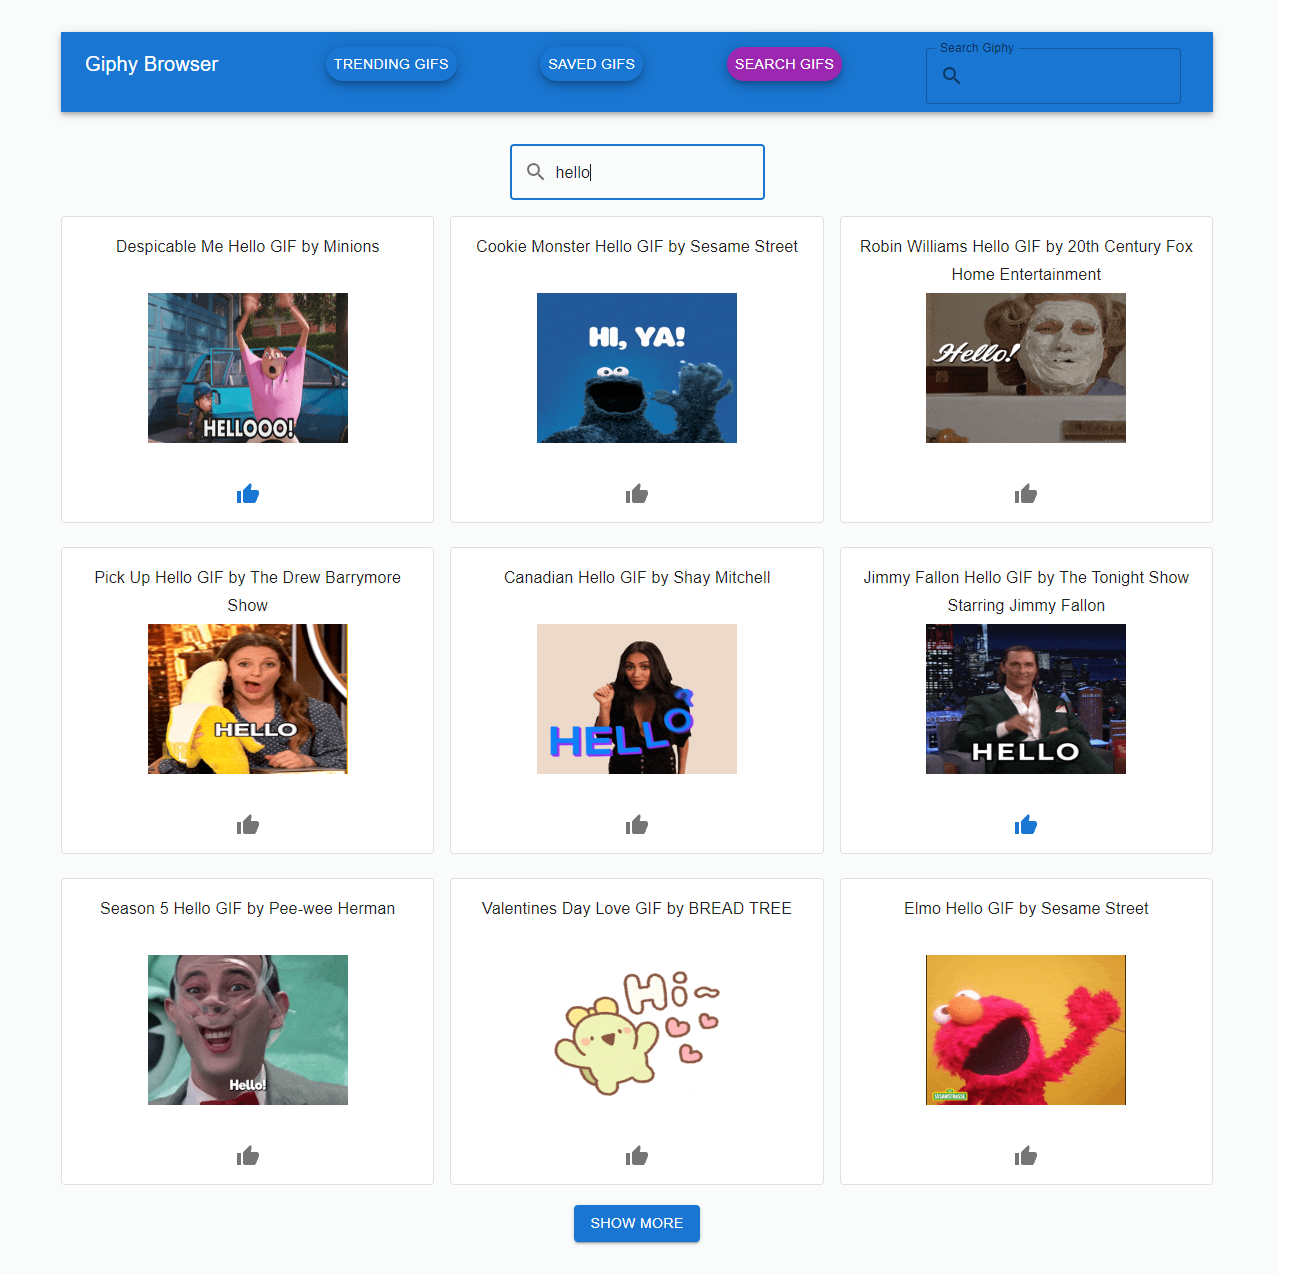 Giphy Browser
TRENDING GIFS
SAVED GIFS
SEARCH GIFS
Search Giphy
hello
Despicable Me Hello GIF by Minions
HELLOOO!
Cookie Monster Hello GIF by Sesame Street
HI, YA!
Robin Williams Hello GIF by 20th Century Fox
Home Entertainment
Hello!
Pick Up Hello GIF by The Drew Barrymore
Show
HELLO
Canadian Hello GIF by Shay Mitchell
HELLO
Jimmy Fallon Hello GIF by The Tonight Show
Starring Jimmy Fallon
HELLO
Season 5 Hello GIF by Pee-wee Herman
Hello!
Valentines Day Love GIF by BREAD TREE
Hi~
Elmo Hello GIF by Sesame Street
SESAMSTRASSE
SHOW MORE